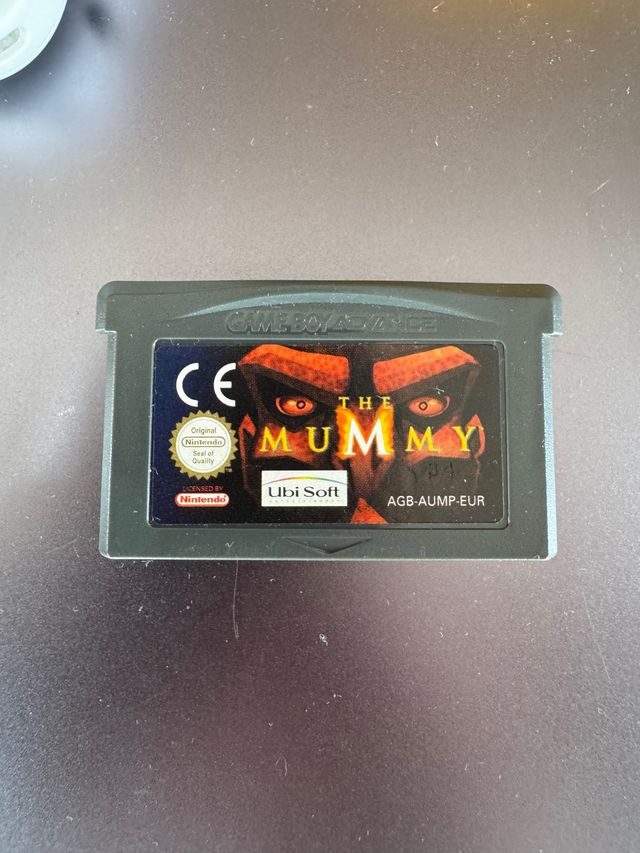 GAME BOY ADVANCE
CE
THE
MUMMY
Original
Nintendo
Seal of
Quality
LICENSED BY
Nintendo
Ubi Soft
ENTERTAINMENT
AGB-AUMP-EUR